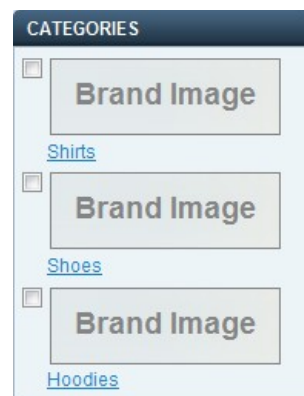 CATEGORIES
Brand Image
Shirts
Brand Image
Shoes
Brand Image
Hoodies